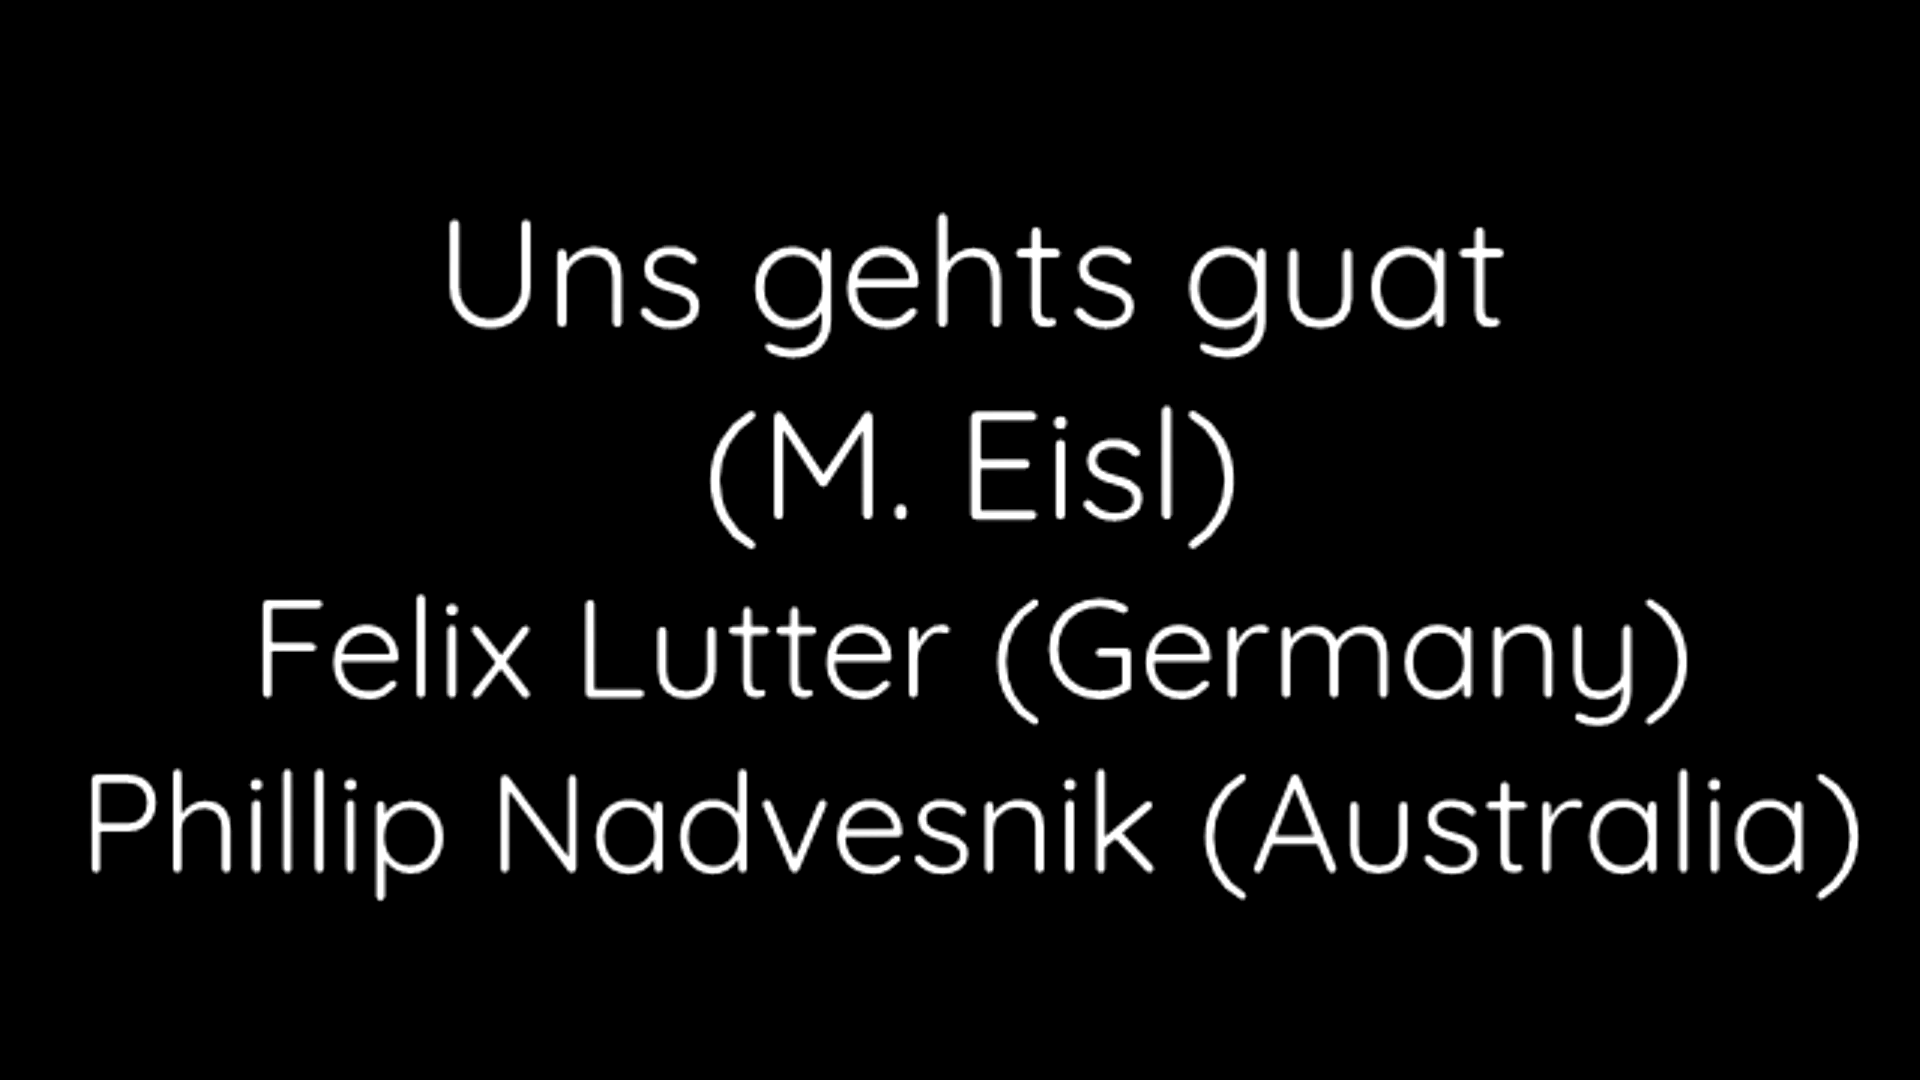 Uns gehts guat
(M. Eisl)
Felix Lutter (Germany)
Phillip Nadvesnik (Australia)